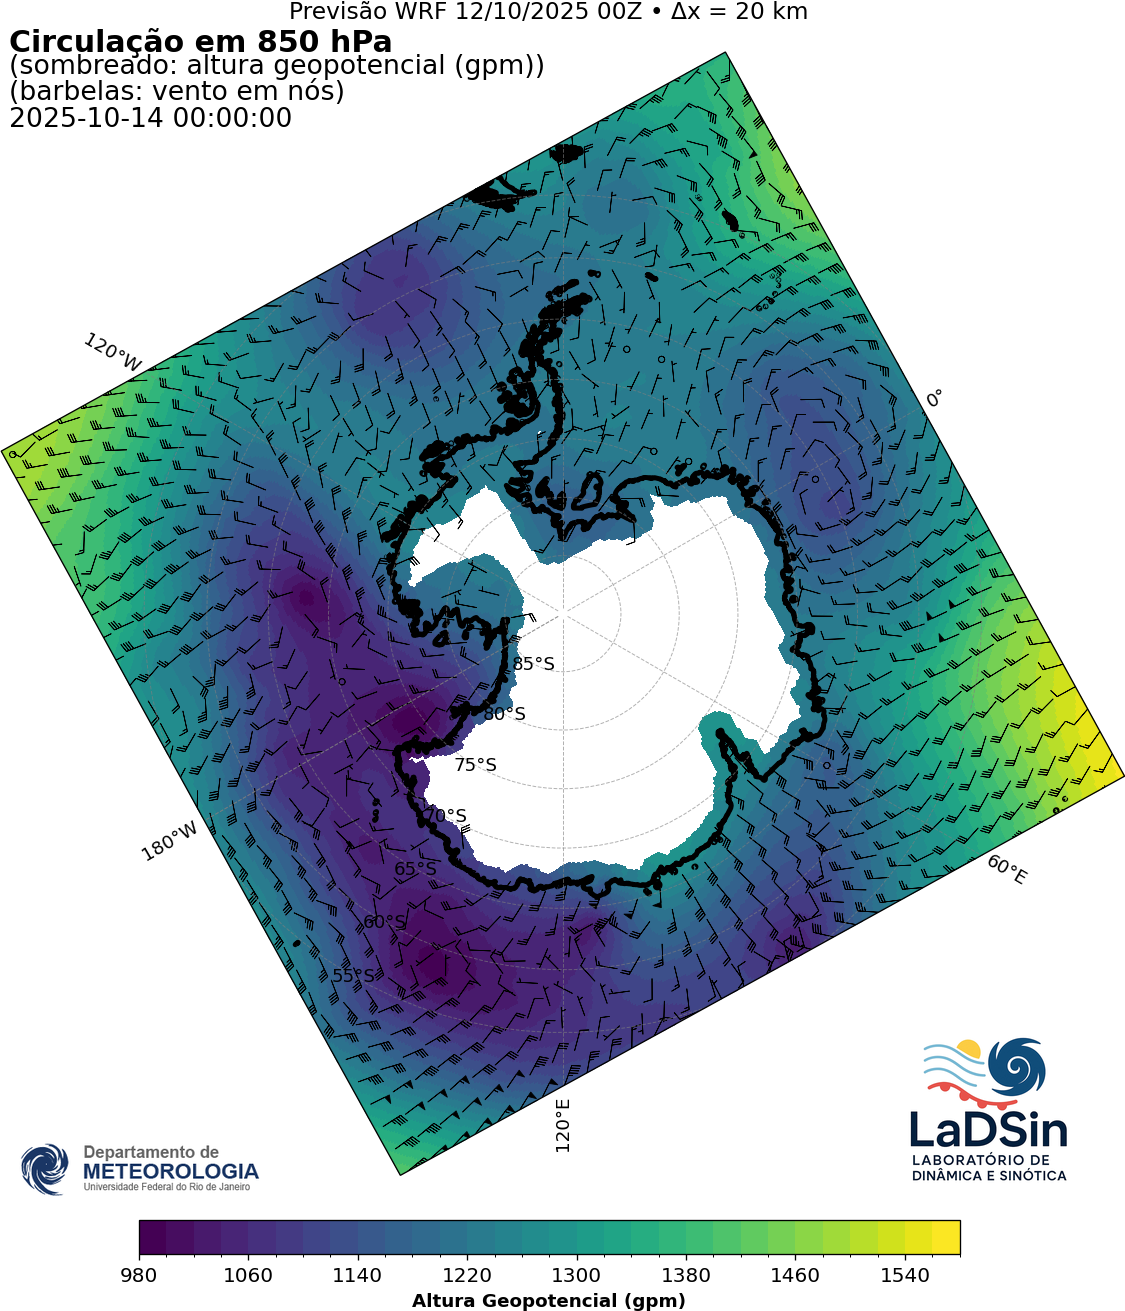 Previsão WRF 12/10/2025 00Z • Δx = 20 km
Circulação em 850 hPa
(sombreado: altura geopotencial (gpm))
(barbelas: vento em nós)
2025-10-14 00:00:00
120°W
0°
85°S
80°S
75°S
70°S
180°W
65°S
60°E
60°S
55°S
120°E
LaDSin
LABORATÓRIO DE
DINÂMICA E SINÓTICA
Departamento de
METEOROLOGIA
Universidade Federal do Rio de Janeiro
980 1060 1140 1220 1300 1380 1460 1540
Altura Geopotencial (gpm)